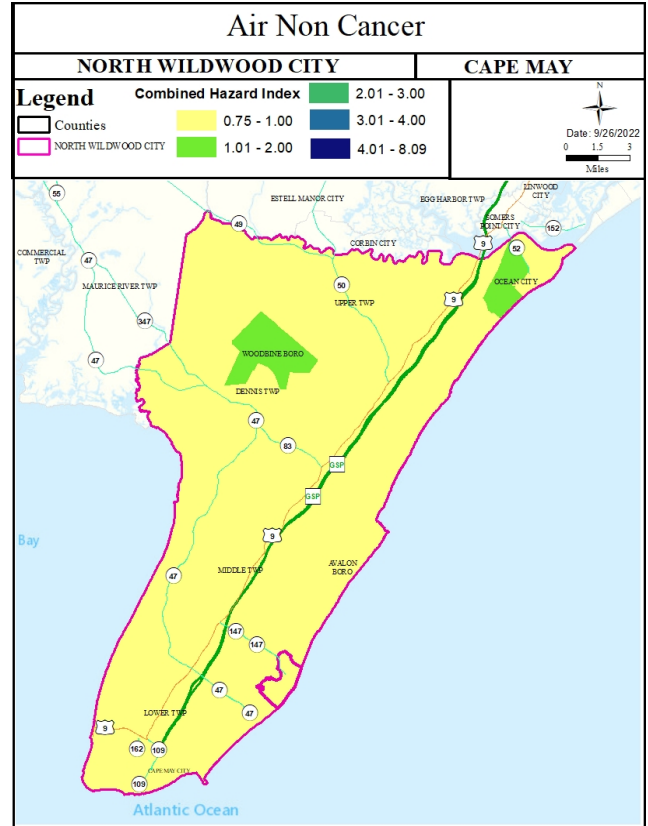 Air Non Cancer
NORTH WILDWOOD CITY
CAPE MAY
Legend
Counties
NORTH WILDWOOD CITY
Combined Hazard Index
0.75 - 1.00
1.01 - 2.00
2.01 - 3.00
3.01 - 4.00
4.01 - 8.09
N
Date: 9/26/2022
0 1.5 3
Miles
55
ESTELL MANOR CITY
EGG HARBOR TWP
LINWOOD
CITY
49
SOMERS
POINT CITY
152
COMMERCIAL
TWP
47
CORBIN CITY
9
52
MAURICE RIVER TWP
50
OCEAN CITY
UPPER TWP
9
347
47
WOODBINE BORO
DENNIS TWP
47
83
GSP
GSP
9
Bay
47
MIDDLE TWP
AVALON
BORO
147
147
47
47
LOWER TWP
9
162
109
CAPE MAY CITY
109
Atlantic Ocean